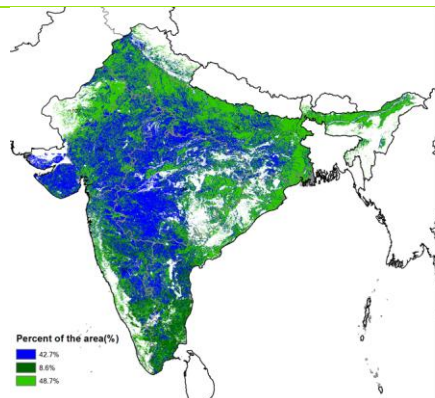 Percent of the area(%)
42.7%
8.6%
48.7%